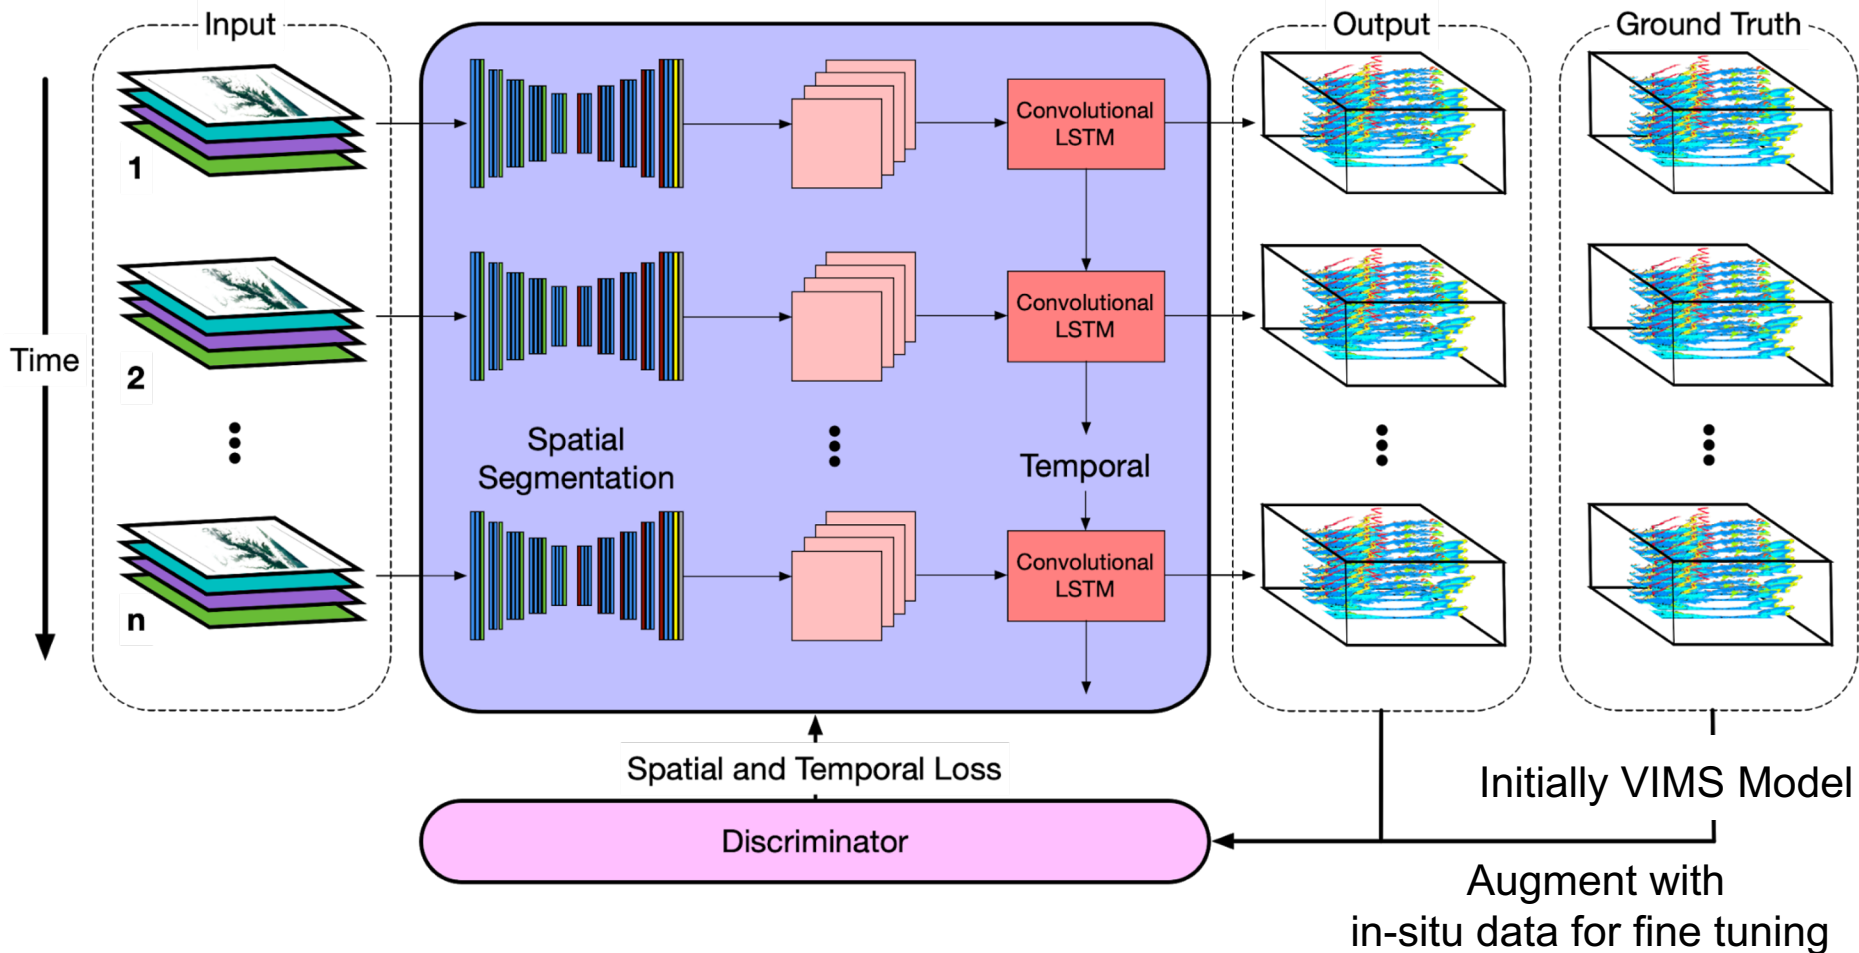 Input
Output
Ground Truth
1
Convolutional
LSTM
2
Convolutional
LSTM
Time
Spatial
Segmentation
Temporal
n
Convolutional
LSTM
Spatial and Temporal Loss
Initially VIMS Model
Discriminator
Augment with
in-situ data for fine tuning